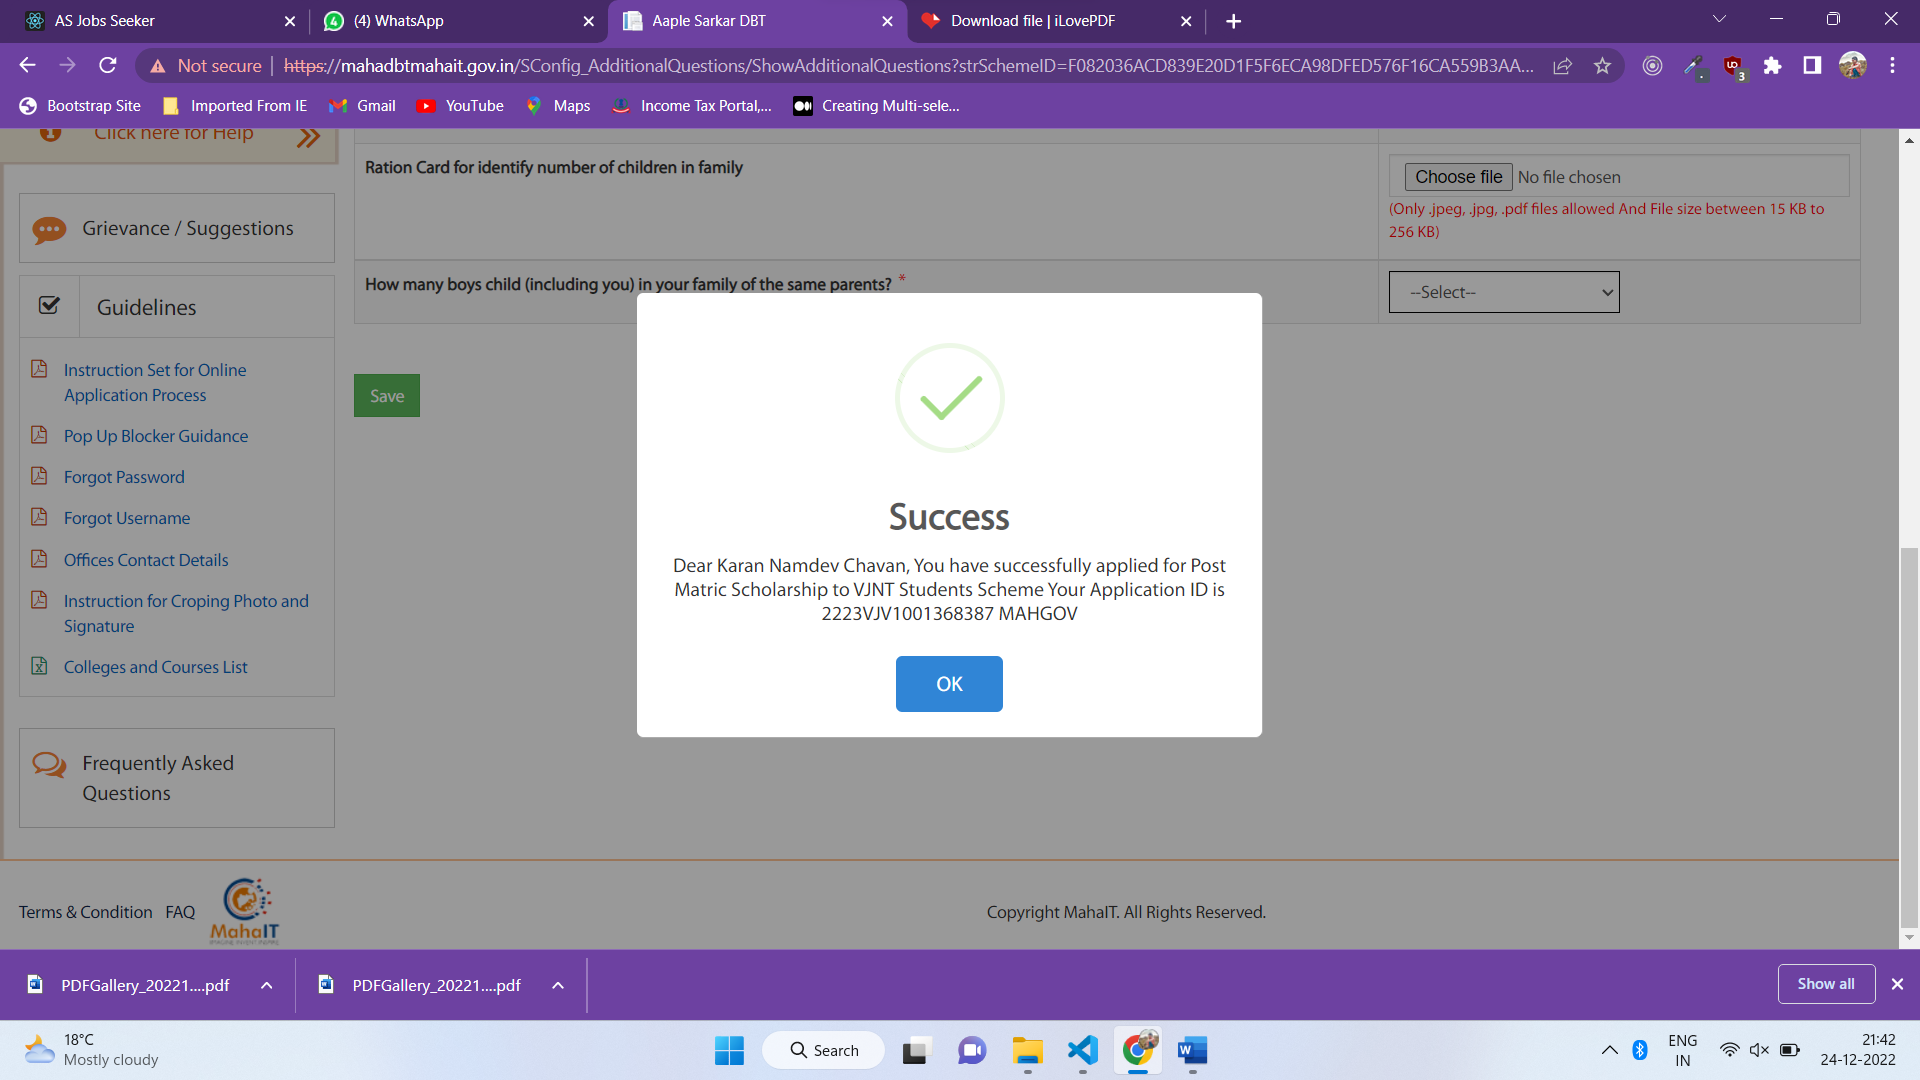 AS Jobs Seeker
(4) WhatsApp
Aaple Sarkar DBT
Download file | iLovePDF
Not secure
https://mahadbtmahait.gov.in/SConfig_AdditionalQuestions/ShowAdditionalQuestions?strSchemeID=F082036ACD839E20D1F5F6ECA98DFED576F16CA559B3AA...
3
Bootstrap Site
Imported From IE
Gmail
YouTube
Maps
Income Tax Portal,...
Creating Multi-sele...
Click here for Help
Ration Card for identify number of children in family
Choose file No file chosen
(Only .jpeg, .jpg, .pdf files allowed And File size between 15 KB to
256 KB)
Grievance / Suggestions
How many boys child (including you) in your family of the same parents? *
--Select--
Guidelines
Instruction Set for Online
Application Process
Pop Up Blocker Guidance
Forgot Password
Forgot Username
Offices Contact Details
Instruction for Croping Photo and
Signature
Colleges and Courses List
Save
Success
Dear Karan Namdev Chavan, You have successfully applied for Post
Matric Scholarship to VJNT Students Scheme Your Application ID is
2223VJV1001368387 MAHGOV
OK
Frequently Asked
Questions
Terms & Condition
FAQ
MahaIT
Copyright MahaIT. All Rights Reserved.
PDFGallery_20221....pdf
PDFGallery_20221....pdf
Show all
18°C
Mostly cloudy
Search
ENG
IN
21:42
24-12-2022